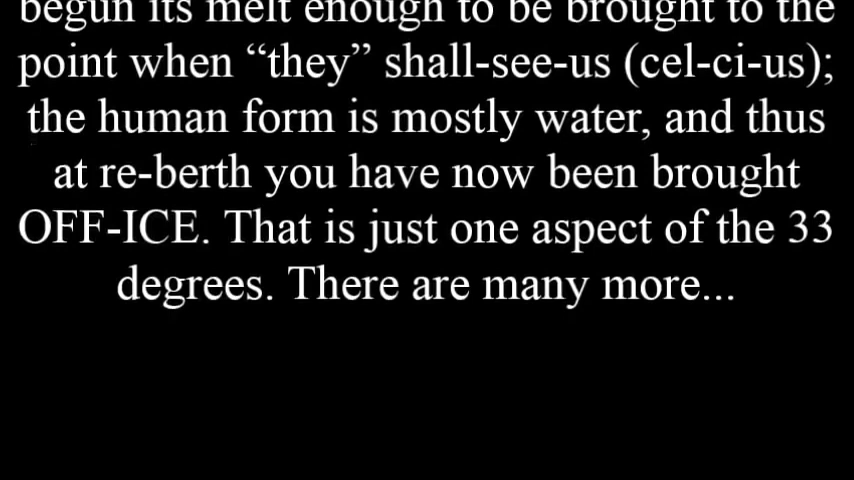 begun its melt enough to be brought to the
point when “they” shall-see-us (cel-ci-us);
the human form is mostly water, and thus
at re-berth you have now been brought
OFF-ICE. That is just one aspect of the 33
degrees. There are many more...